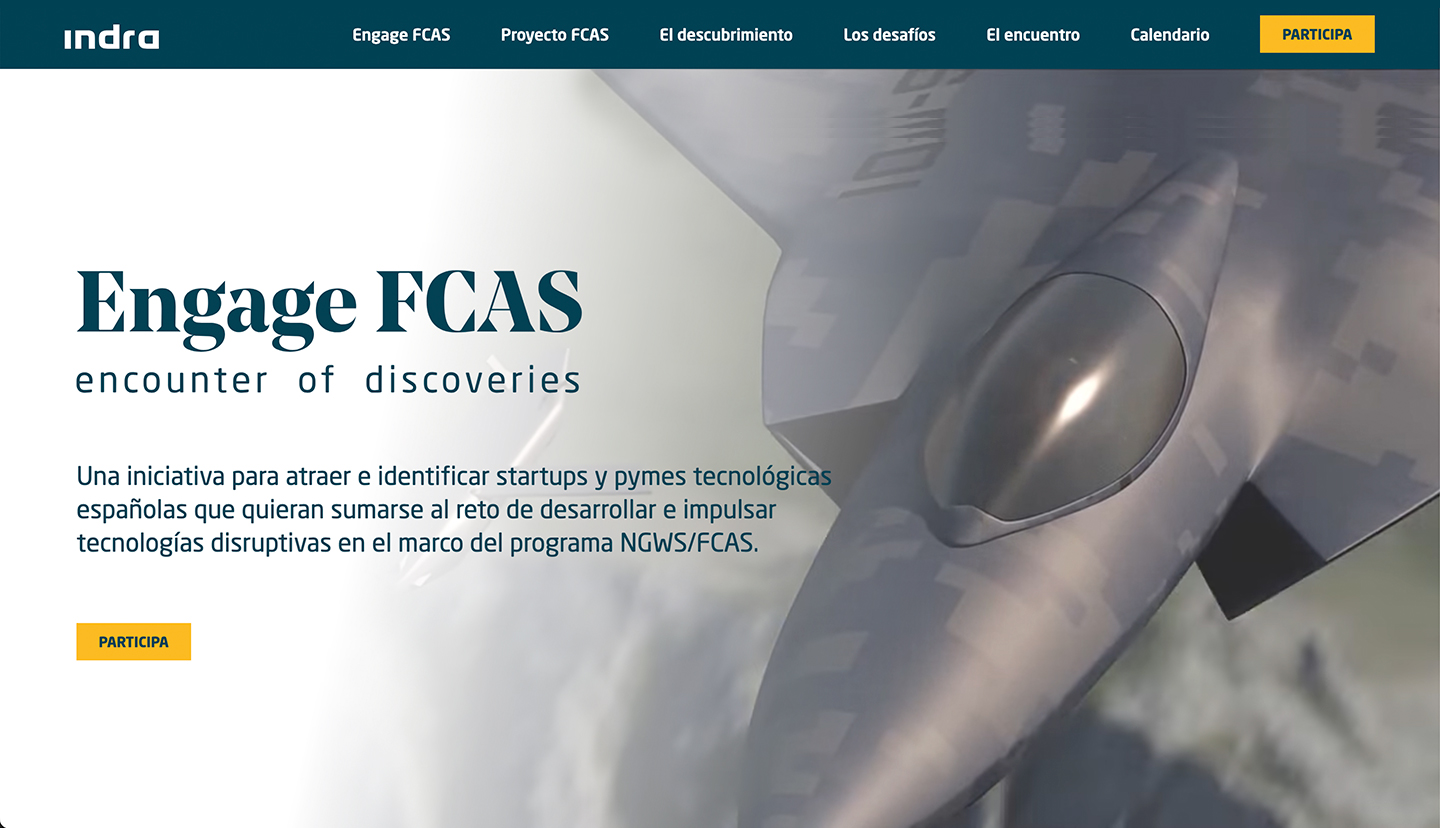 indra
Engage FCAS
Proyecto FCAS
El descubrimiento
Los desafíos
El encuentro
Calendario
PARTICIPA
Engage FCAS
encounter of discoveries
Una iniciativa para atraer e identificar startups y pymes tecnológicas
españolas que quieran sumarse al reto de desarrollar e impulsar
tecnologías disruptivas en el marco del programa NGWS/FCAS.
PARTICIPA